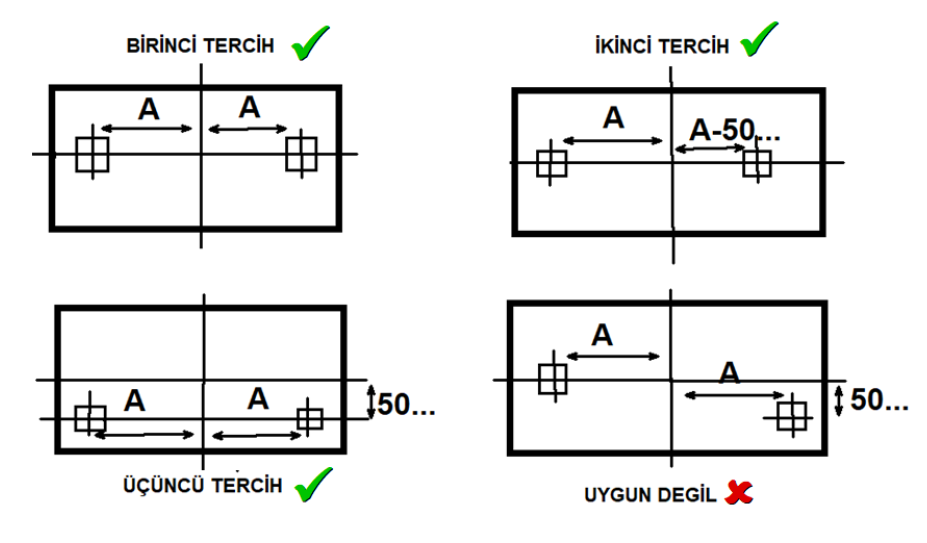 BİRİNCİ TERCİH
A
A
İKİNCİ TERCİH
A
A-50...
A
A
50...
ÜÇÜNCÜ TERCİH
A
A
50...
UYGUN DEGİL